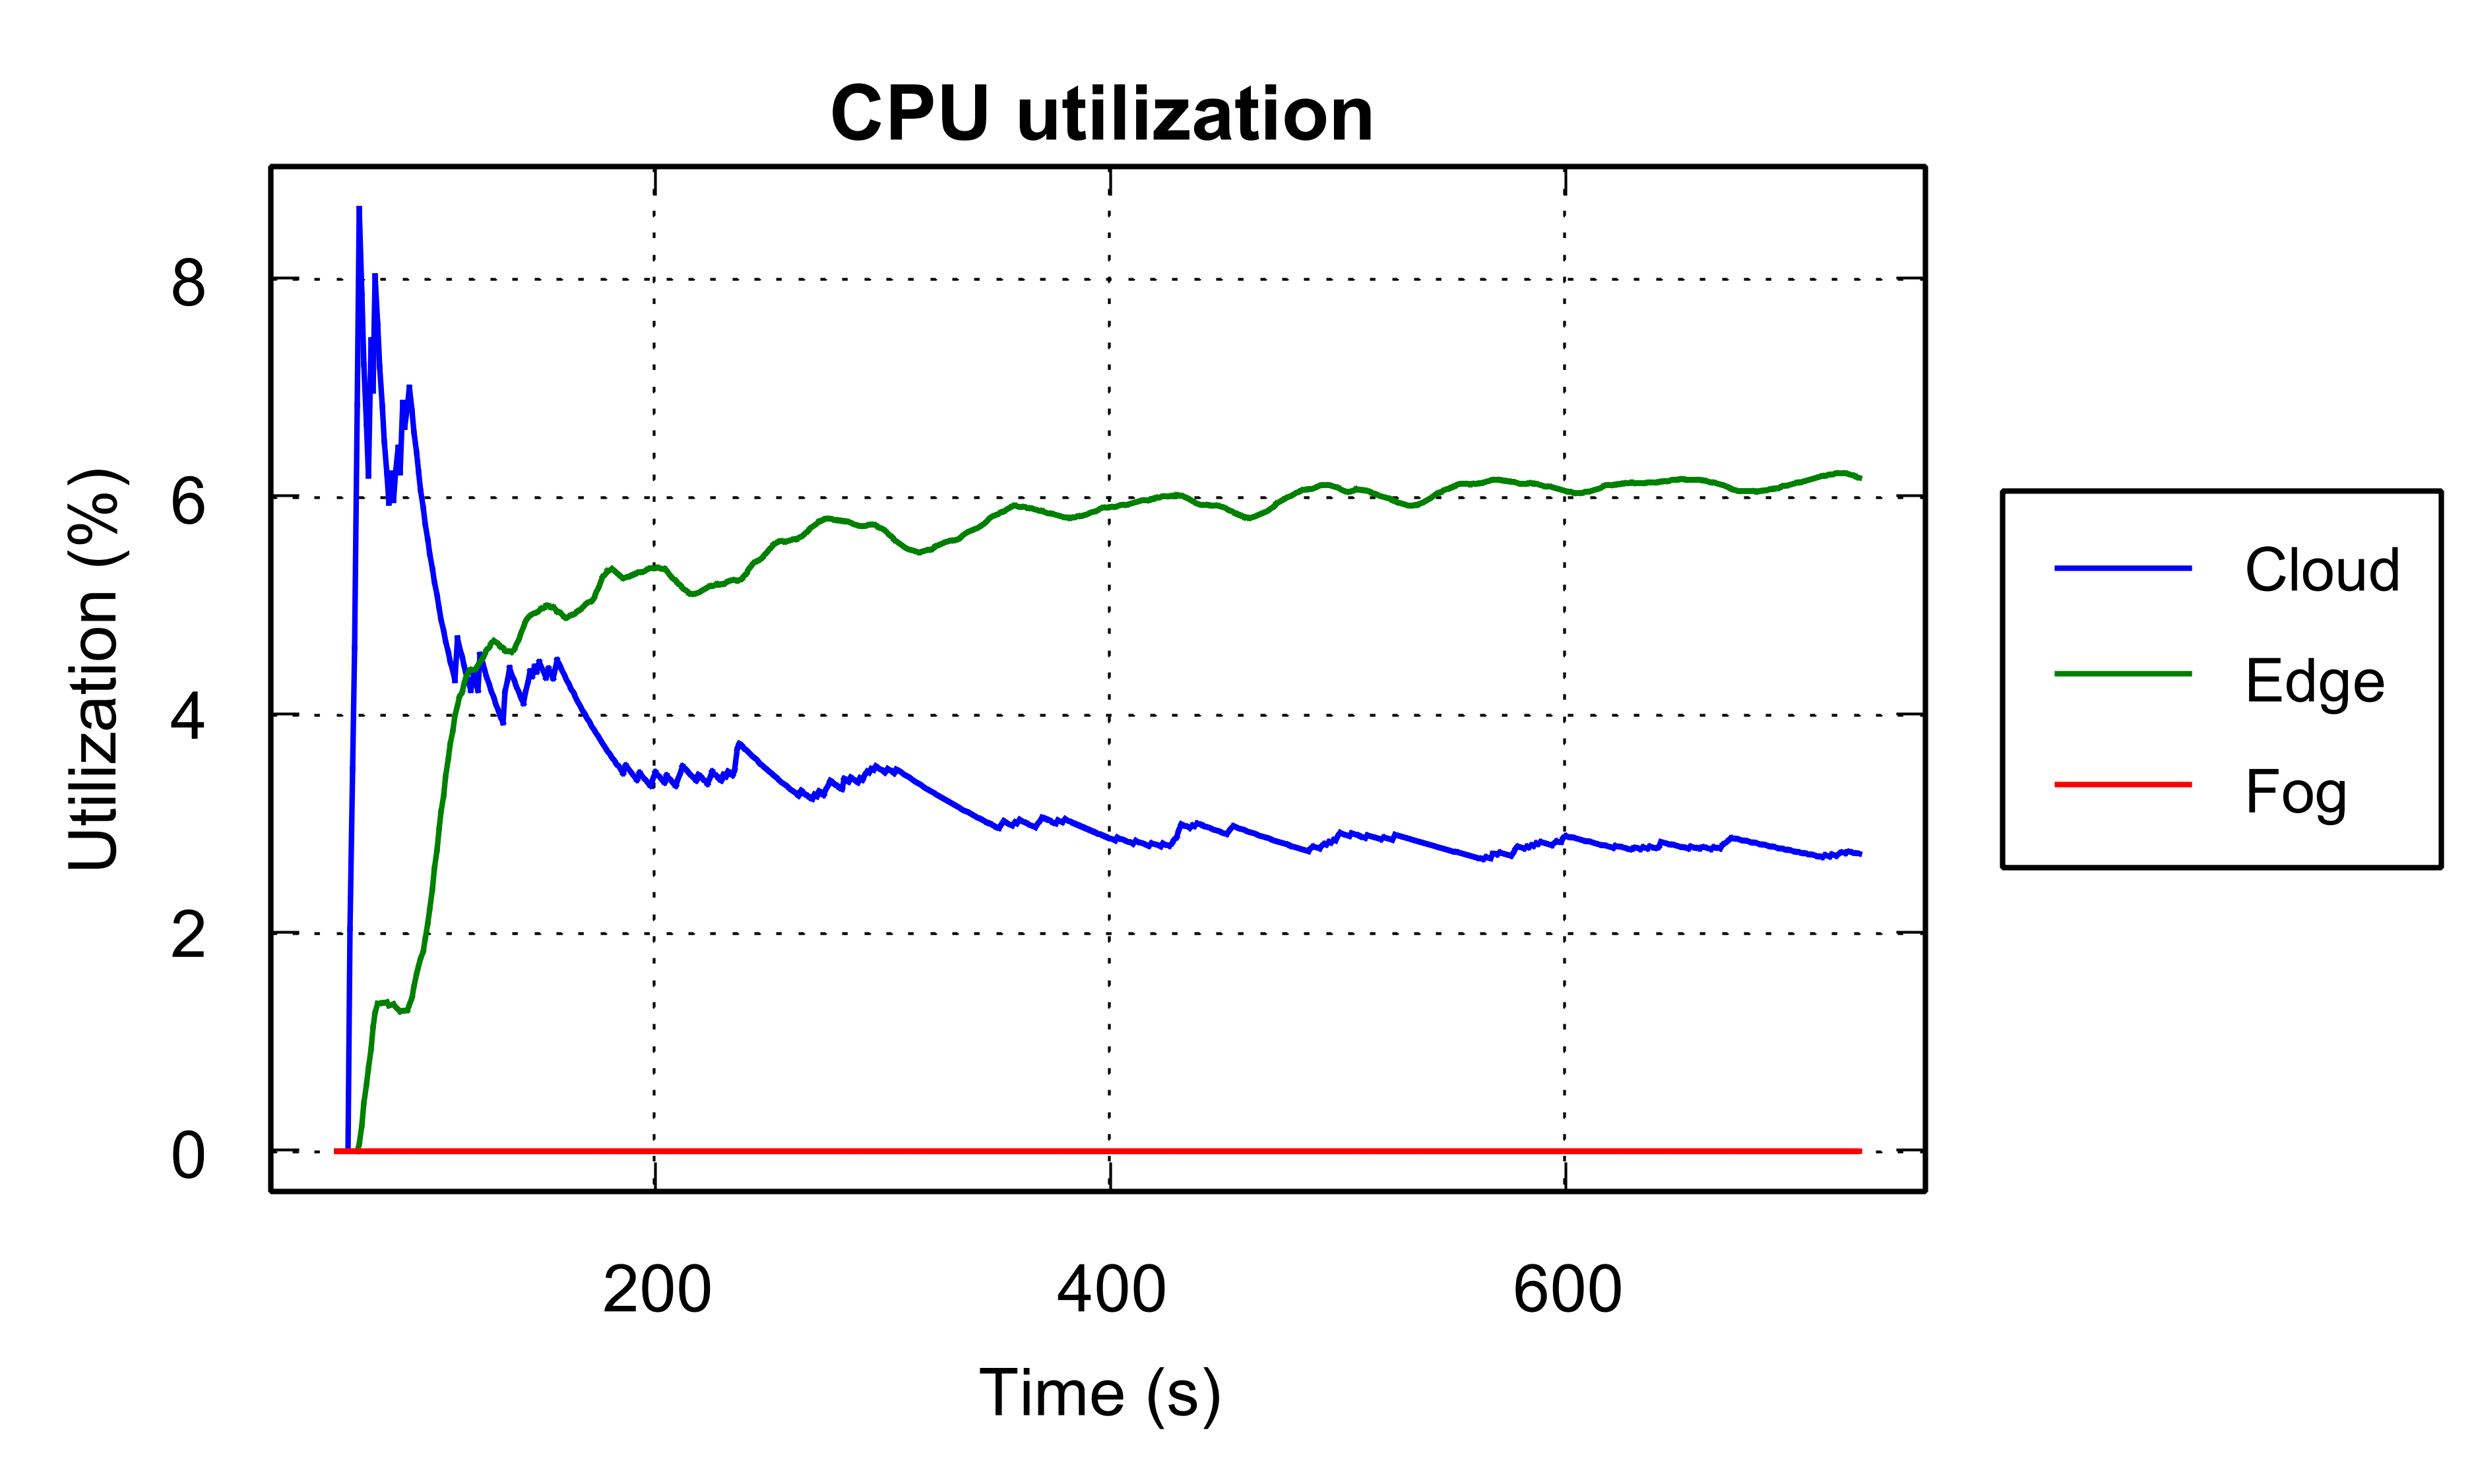 CPU utilization
Utilization (%)
8
6
4
2
0
200
400
600
Time (s)
Cloud
Edge
Fog